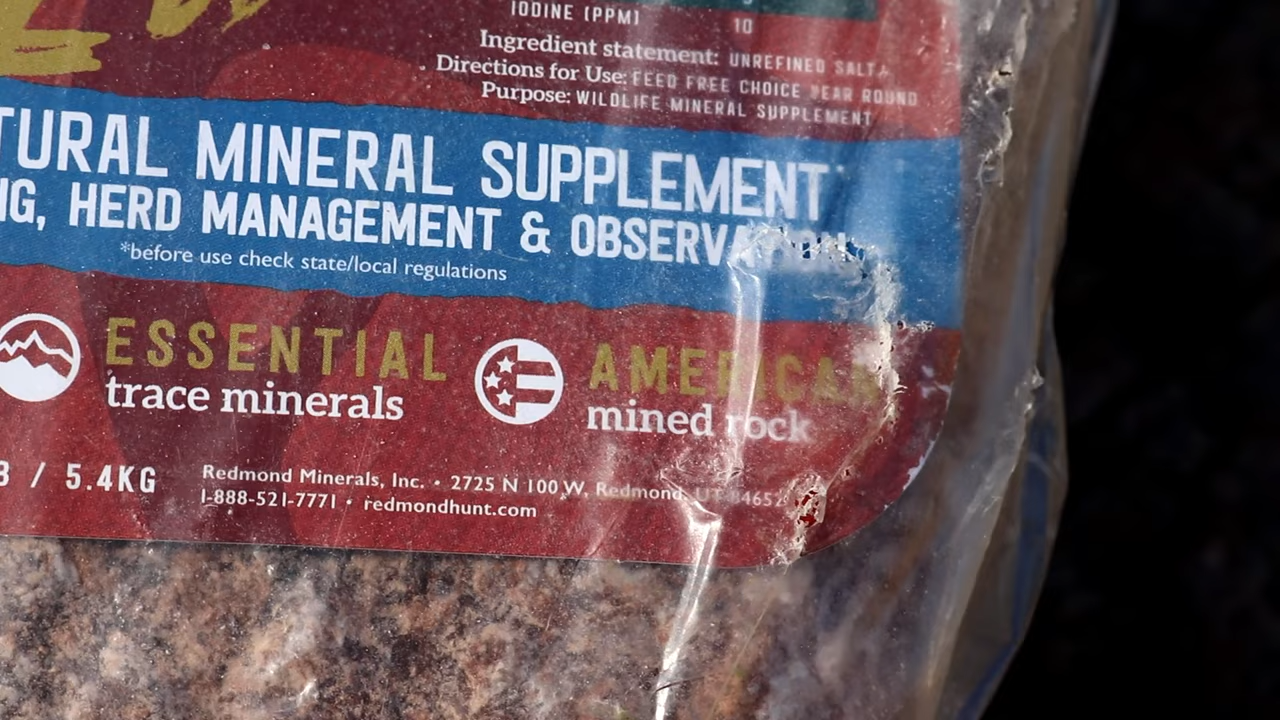 IODINE (PPM) 10
Ingredient statement: UNREFINED SALT
Directions for Use: FEED FREE CHOICE YEAR ROUND
Purpose: WILDLIFE MINERAL SUPPLEMENT
TURAL MINERAL SUPPLEMENT*
NG, HERD MANAGEMENT & OBSERVATION
*before use check state/local regulations
ESSENTIAL
trace minerals
AMERICAN
mined rock
B / 5.4KG
Redmond Minerals, Inc. • 2725 N 100 W, Redmond, UT 84652
1-888-521-7771 • redmondhunt.com